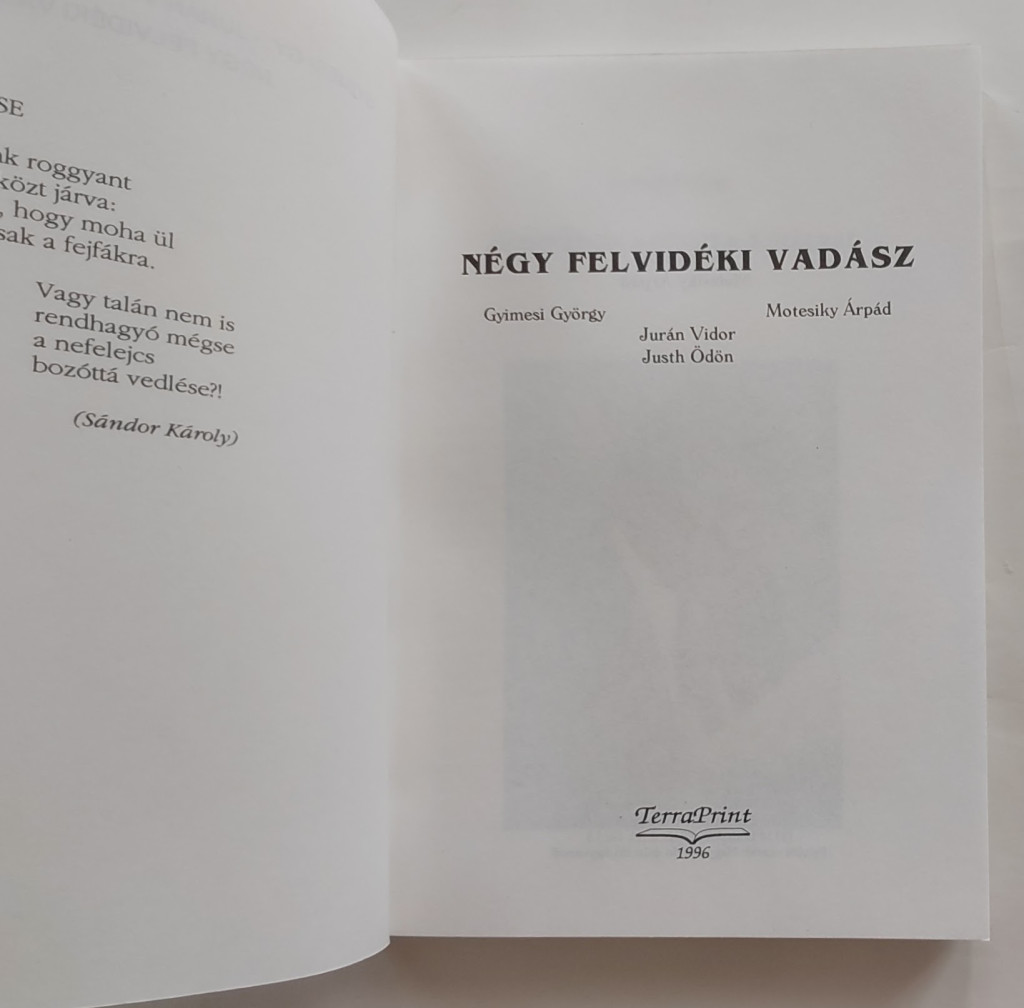 SE
roggyant
közt járva:
, hogy moha ül
a fejfákra.
Vagy talán nem is
rendhagyó mégse
a nefelejcs
bozóttá vedlése?!
(Sándor Károly)
NÉGY FELVIDÉKI VADÁSZ
Gyimesi György
Motesiky Árpád
Jurán Vidor
Justh Ödön
TerraPrint
1996